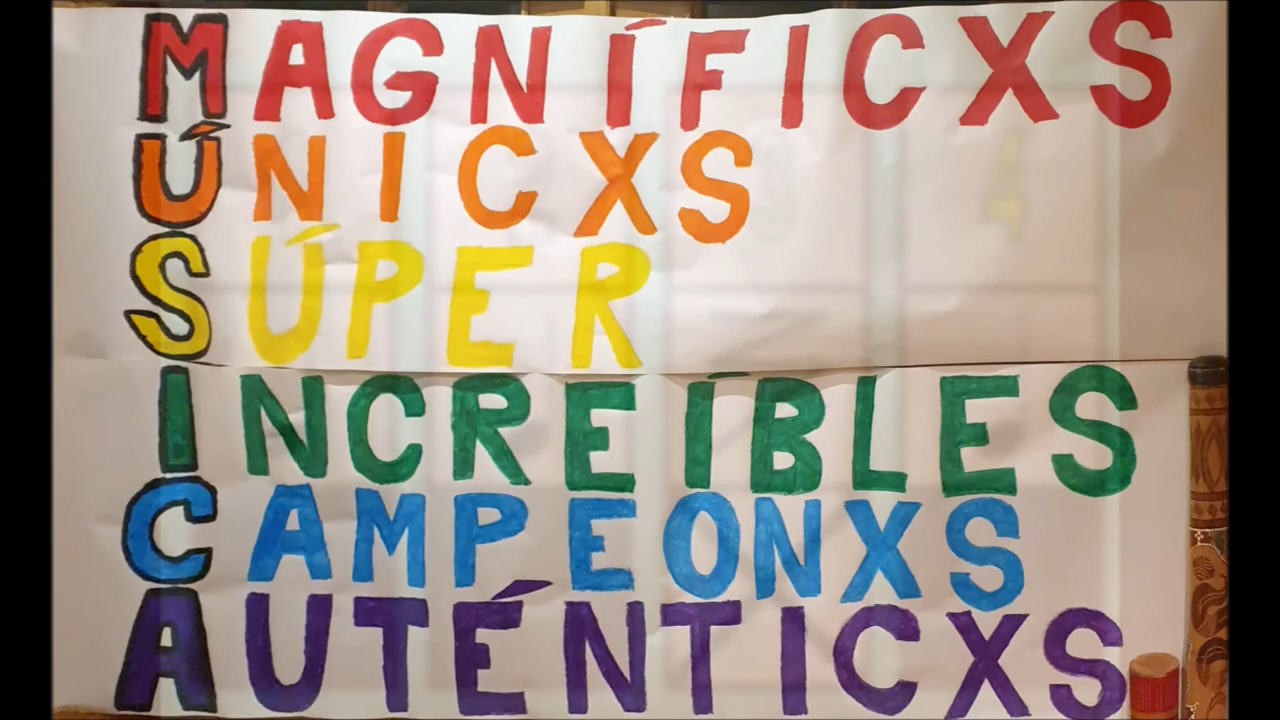 MAGNÍFICXS
ÚNICXS
SÚPER
INCREÍBLES
CAMPEONXS
AUTÉNTICXS